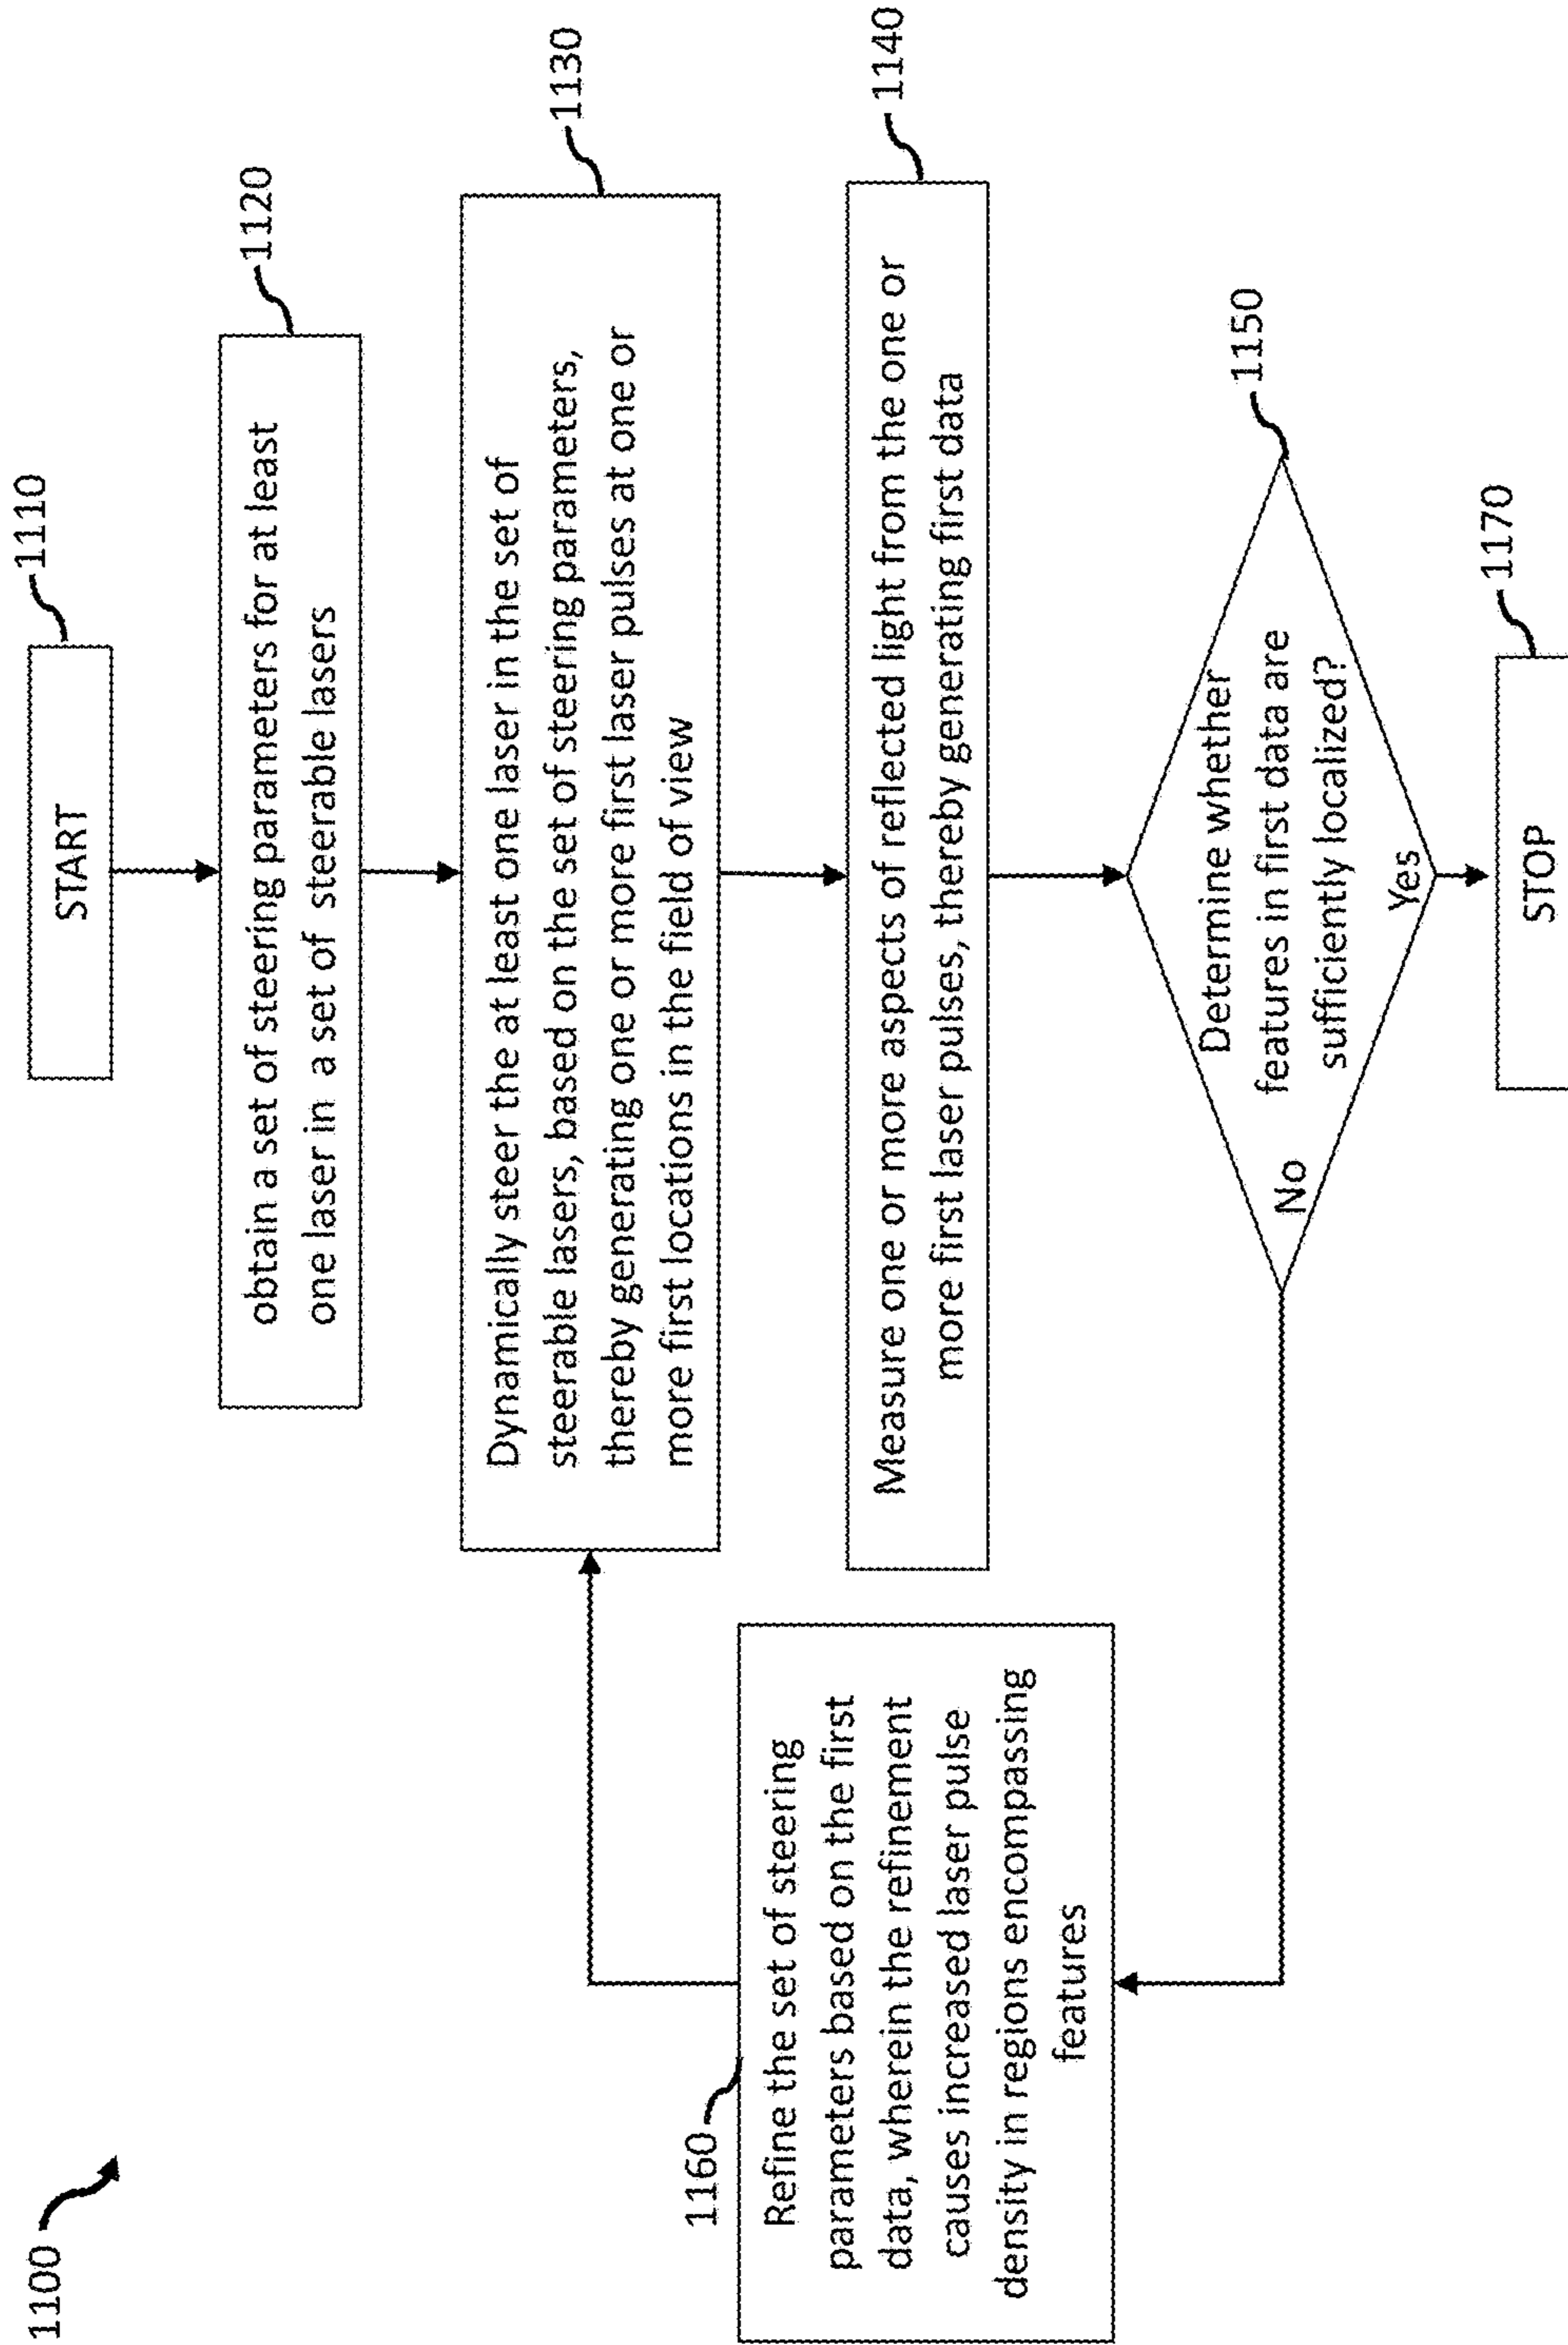 1100
START
1110
obtain a set of steering parameters for at least
one laser in a set of steerable lasers
1120
Dynamically steer the at least one laser in the set of
steerable lasers, based on the set of steering parameters,
thereby generating one or more first laser pulses at one or
more first locations in the field of view
1130
Measure one or more aspects of reflected light from the one or
more first laser pulses, thereby generating first data
1140
Determine whether
features in first data are
sufficiently localized?
1150
No
Yes
1160
Refine the set of steering
parameters based on the first
data, wherein the refinement
causes increased laser pulse
density in regions encompassing
features
STOP
1170